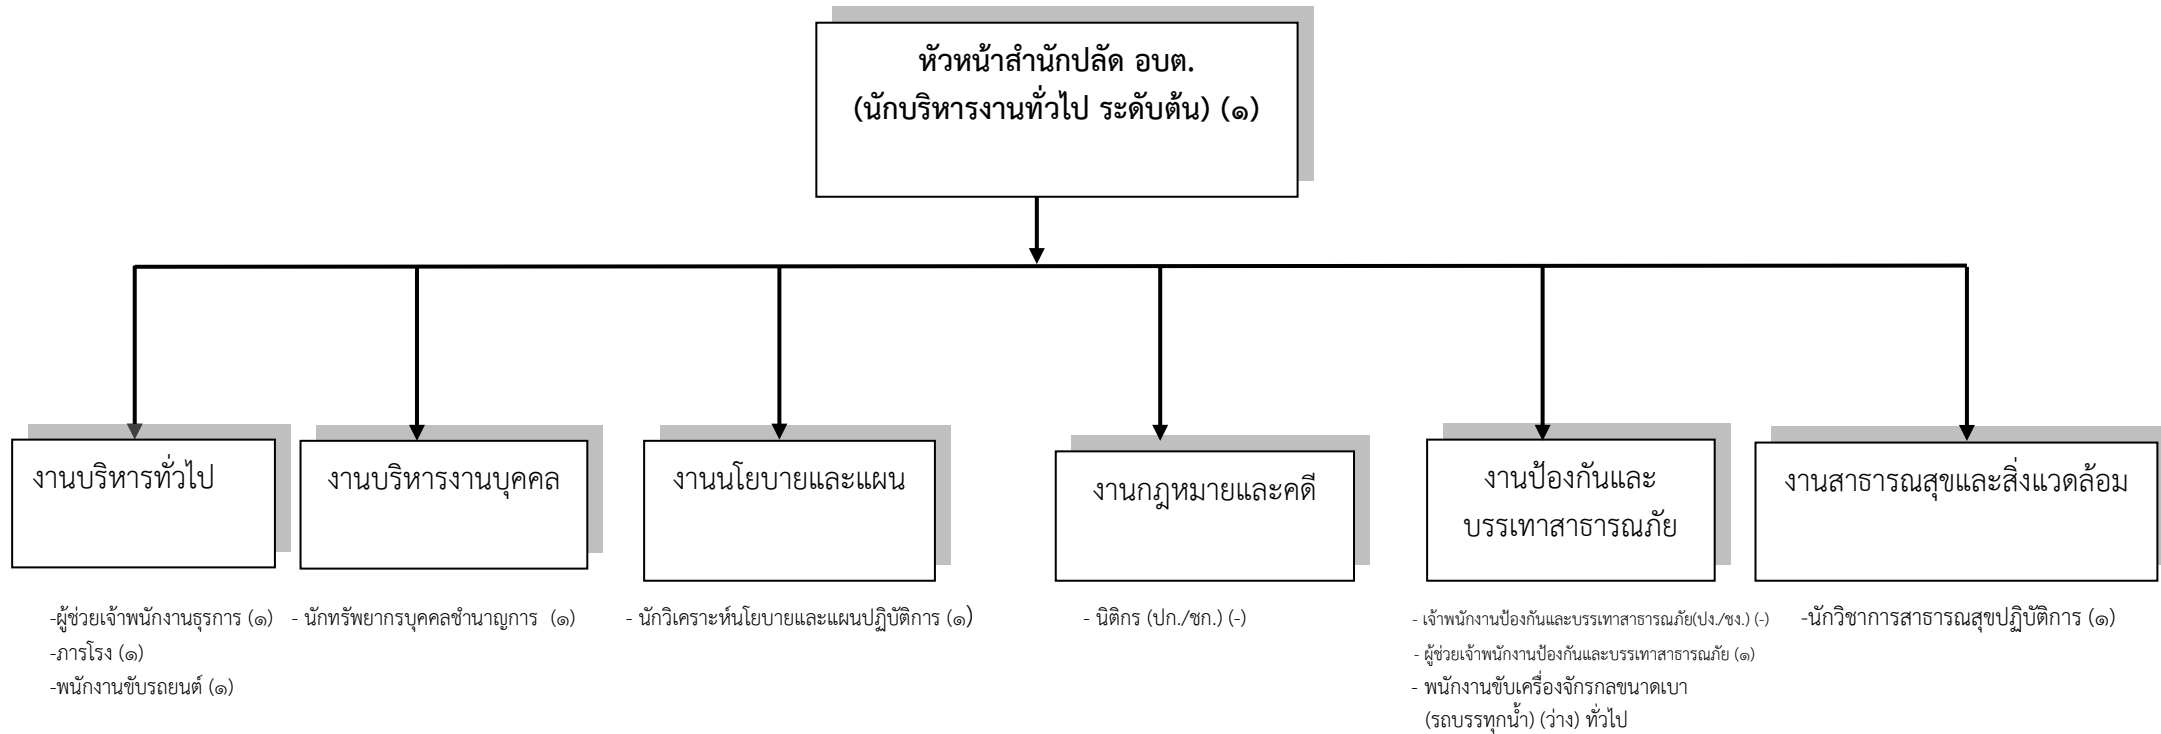 หัวหน้าสำนักปลัด อบต.
(นักบริหารงานทั่วไป ระดับต้น) (๑)
งานบริหารทั่วไป
งานบริหารงานบุคคล
งานนโยบายและแผน
งานกฎหมายและคดี
งานป้องกันและ
บรรเทาสาธารณภัย
งานสาธารณสุขและสิ่งแวดล้อม
-ผู้ช่วยเจ้าพนักงานธุรการ (๑)
-ภารโรง (๑)
-พนักงานขับรถยนต์ (๑)
- นักทรัพยากรบุคคลชำนาญการ (๑)
- นักวิเคราะห์นโยบายและแผนปฏิบัติการ (๑)
- นิติกร (ปก./ชก.) (-)
- เจ้าพนักงานป้องกันและบรรเทาสาธารณภัย(ปง./ชง.) (-)
- ผู้ช่วยเจ้าพนักงานป้องกันและบรรเทาสาธารณภัย (๑)
- พนักงานขับเครื่องจักรกลขนาดเบา
(รถบรรทุกน้ำ) (ว่าง) ทั่วไป
-นักวิชาการสาธารณสุขปฏิบัติการ (๑)